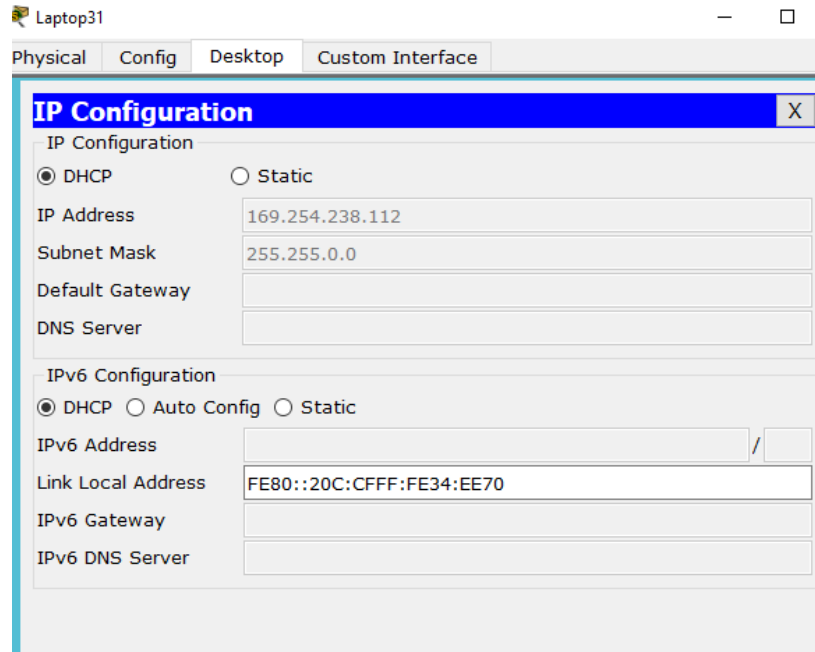 Laptop31
Physical Config Desktop Custom Interface
IP Configuration X
IP Configuration
DHCP Static
IP Address 169.254.238.112
Subnet Mask 255.255.0.0
Default Gateway
DNS Server
IPv6 Configuration
DHCP Auto Config Static
IPv6 Address /
Link Local Address FE80::20C:CFFF:FE34:EE70
IPv6 Gateway
IPv6 DNS Server